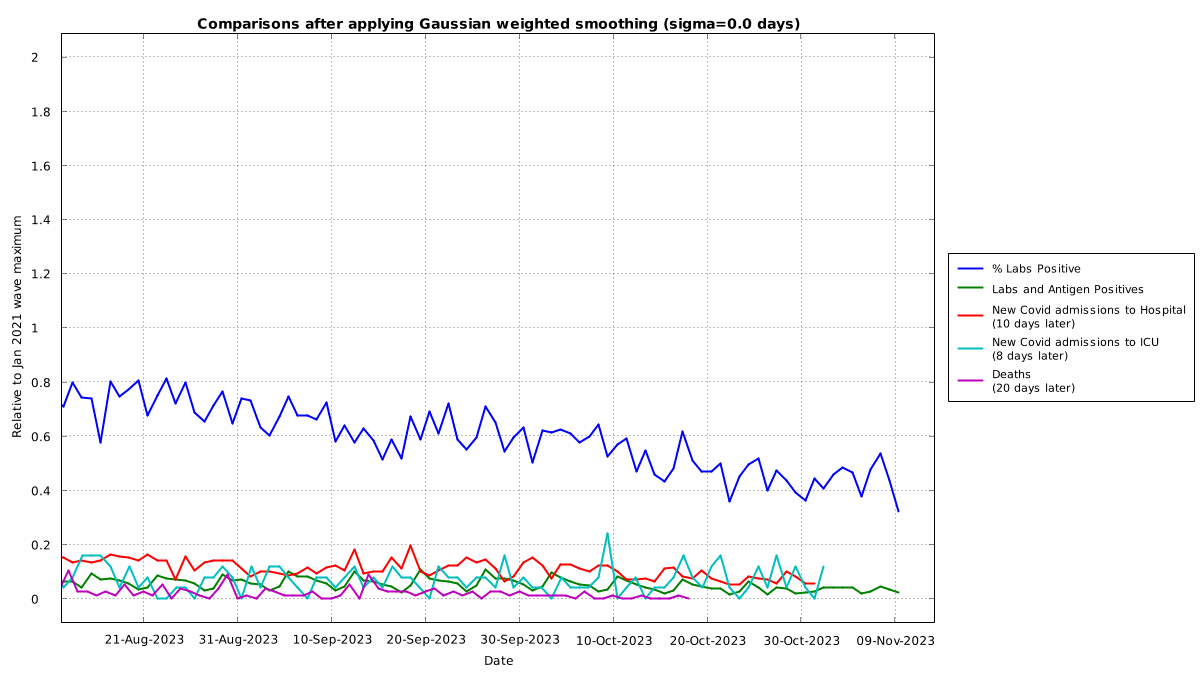 Comparisons after applying Gaussian weighted smoothing (sigma=0.0 days)
Relative to Jan 2021 wave maximum
2
1.8
1.6
1.4
1.2
1
0.8
0.6
0.4
0.2
0
21-Aug-2023 31-Aug-2023 10-Sep-2023 20-Sep-2023 30-Sep-2023 10-Oct-2023 20-Oct-2023 30-Oct-2023 09-Nov-2023
Date
% Labs Positive
Labs and Antigen Positives
New Covid admissions to Hospital
(10 days later)
New Covid admissions to ICU
(8 days later)
Deaths
(20 days later)